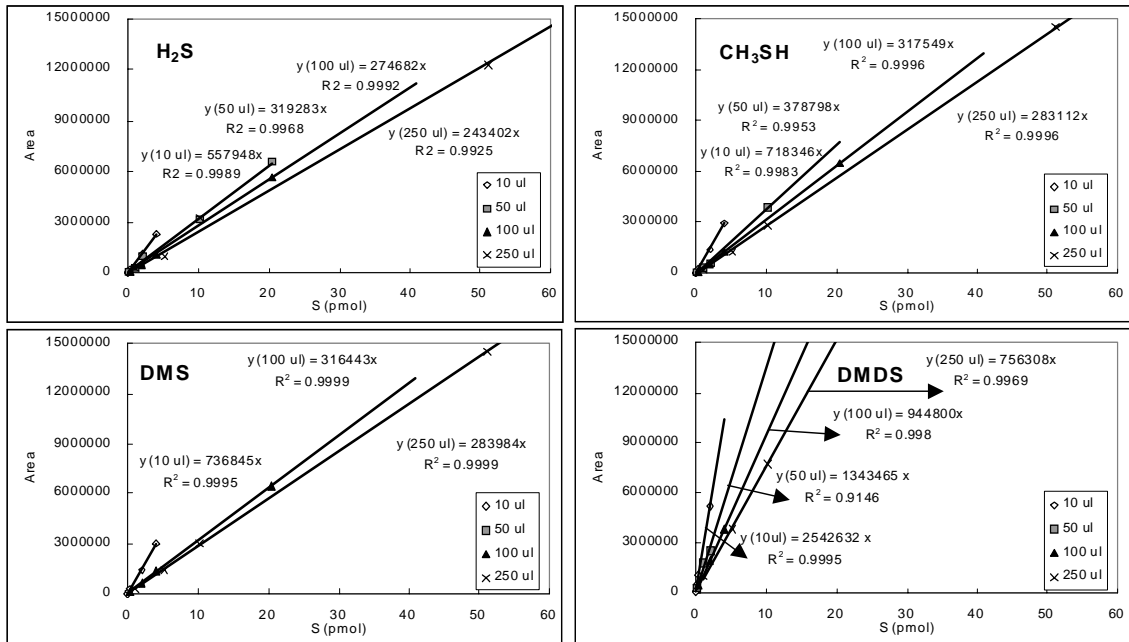 H2S
15000000
12000000
9000000
6000000
3000000
0
Area
y (100 ul) = 274682x
R2 = 0.9992
y (50 ul) = 319283x
R2 = 0.9968
y (250 ul) = 243402x
R2 = 0.9925
y (10 ul) = 557948x
R2 = 0.9989
10 ul
50 ul
100 ul
250 ul
0 10 20 30 40 50 60
S (pmol)
CH3SH
15000000
12000000
9000000
6000000
3000000
0
Area
y (100 ul) = 317549x
R2 = 0.9996
y (50 ul) = 378798x
R2 = 0.9953
y (250 ul) = 283112x
R2 = 0.9996
y (10 ul) = 718346x
R2 = 0.9983
10 ul
50 ul
100 ul
250 ul
0 10 20 30 40 50 60
S (pmol)
DMS
15000000
12000000
9000000
6000000
3000000
0
Area
y (100 ul) = 316443x
R2 = 0.9999
y (10 ul) = 736845x
R2 = 0.9995
y (250 ul) = 283984x
R2 = 0.9999
10 ul
50 ul
100 ul
250 ul
0 10 20 30 40 50 60
S (pmol)
DMDS
15000000
12000000
9000000
6000000
3000000
0
Area
y (250 ul) = 756308x
R2 = 0.9969
y (100 ul) = 944800x
R2 = 0.998
y (50 ul) = 1343465 x
R2 = 0.9146
y (10ul) = 2542632 x
R2 = 0.9995
10 ul
50 ul
100 ul
250 ul
0 10 20 30 40 50 60
S (pmol)